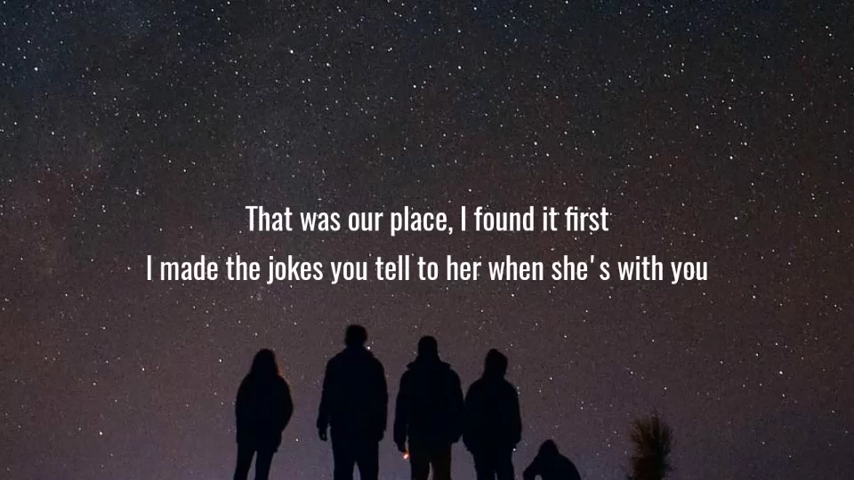 That was our place, I found it first
I made the jokes you tell to her when she's with you